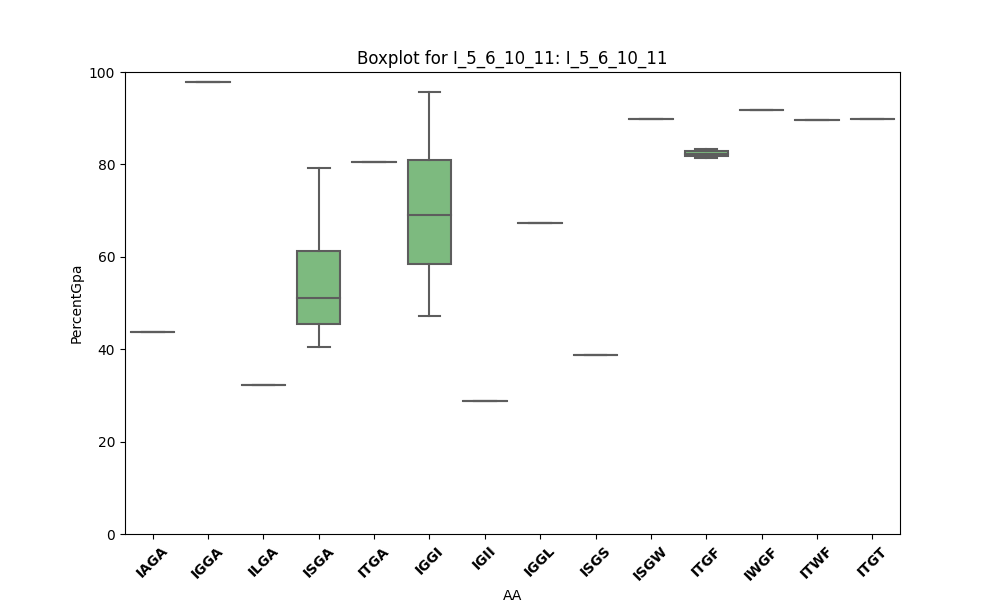 Boxplot for I_5_6_10_11: I_5_6_10_11
PercentGpa
100
80
60
40
20
0
IAGA
IGGA
ILGA
ISGA
ITGA
IGGI
IGII
IGGL
ISGS
ISGW
ITGF
IWGF
ITWF
ITGT
AA